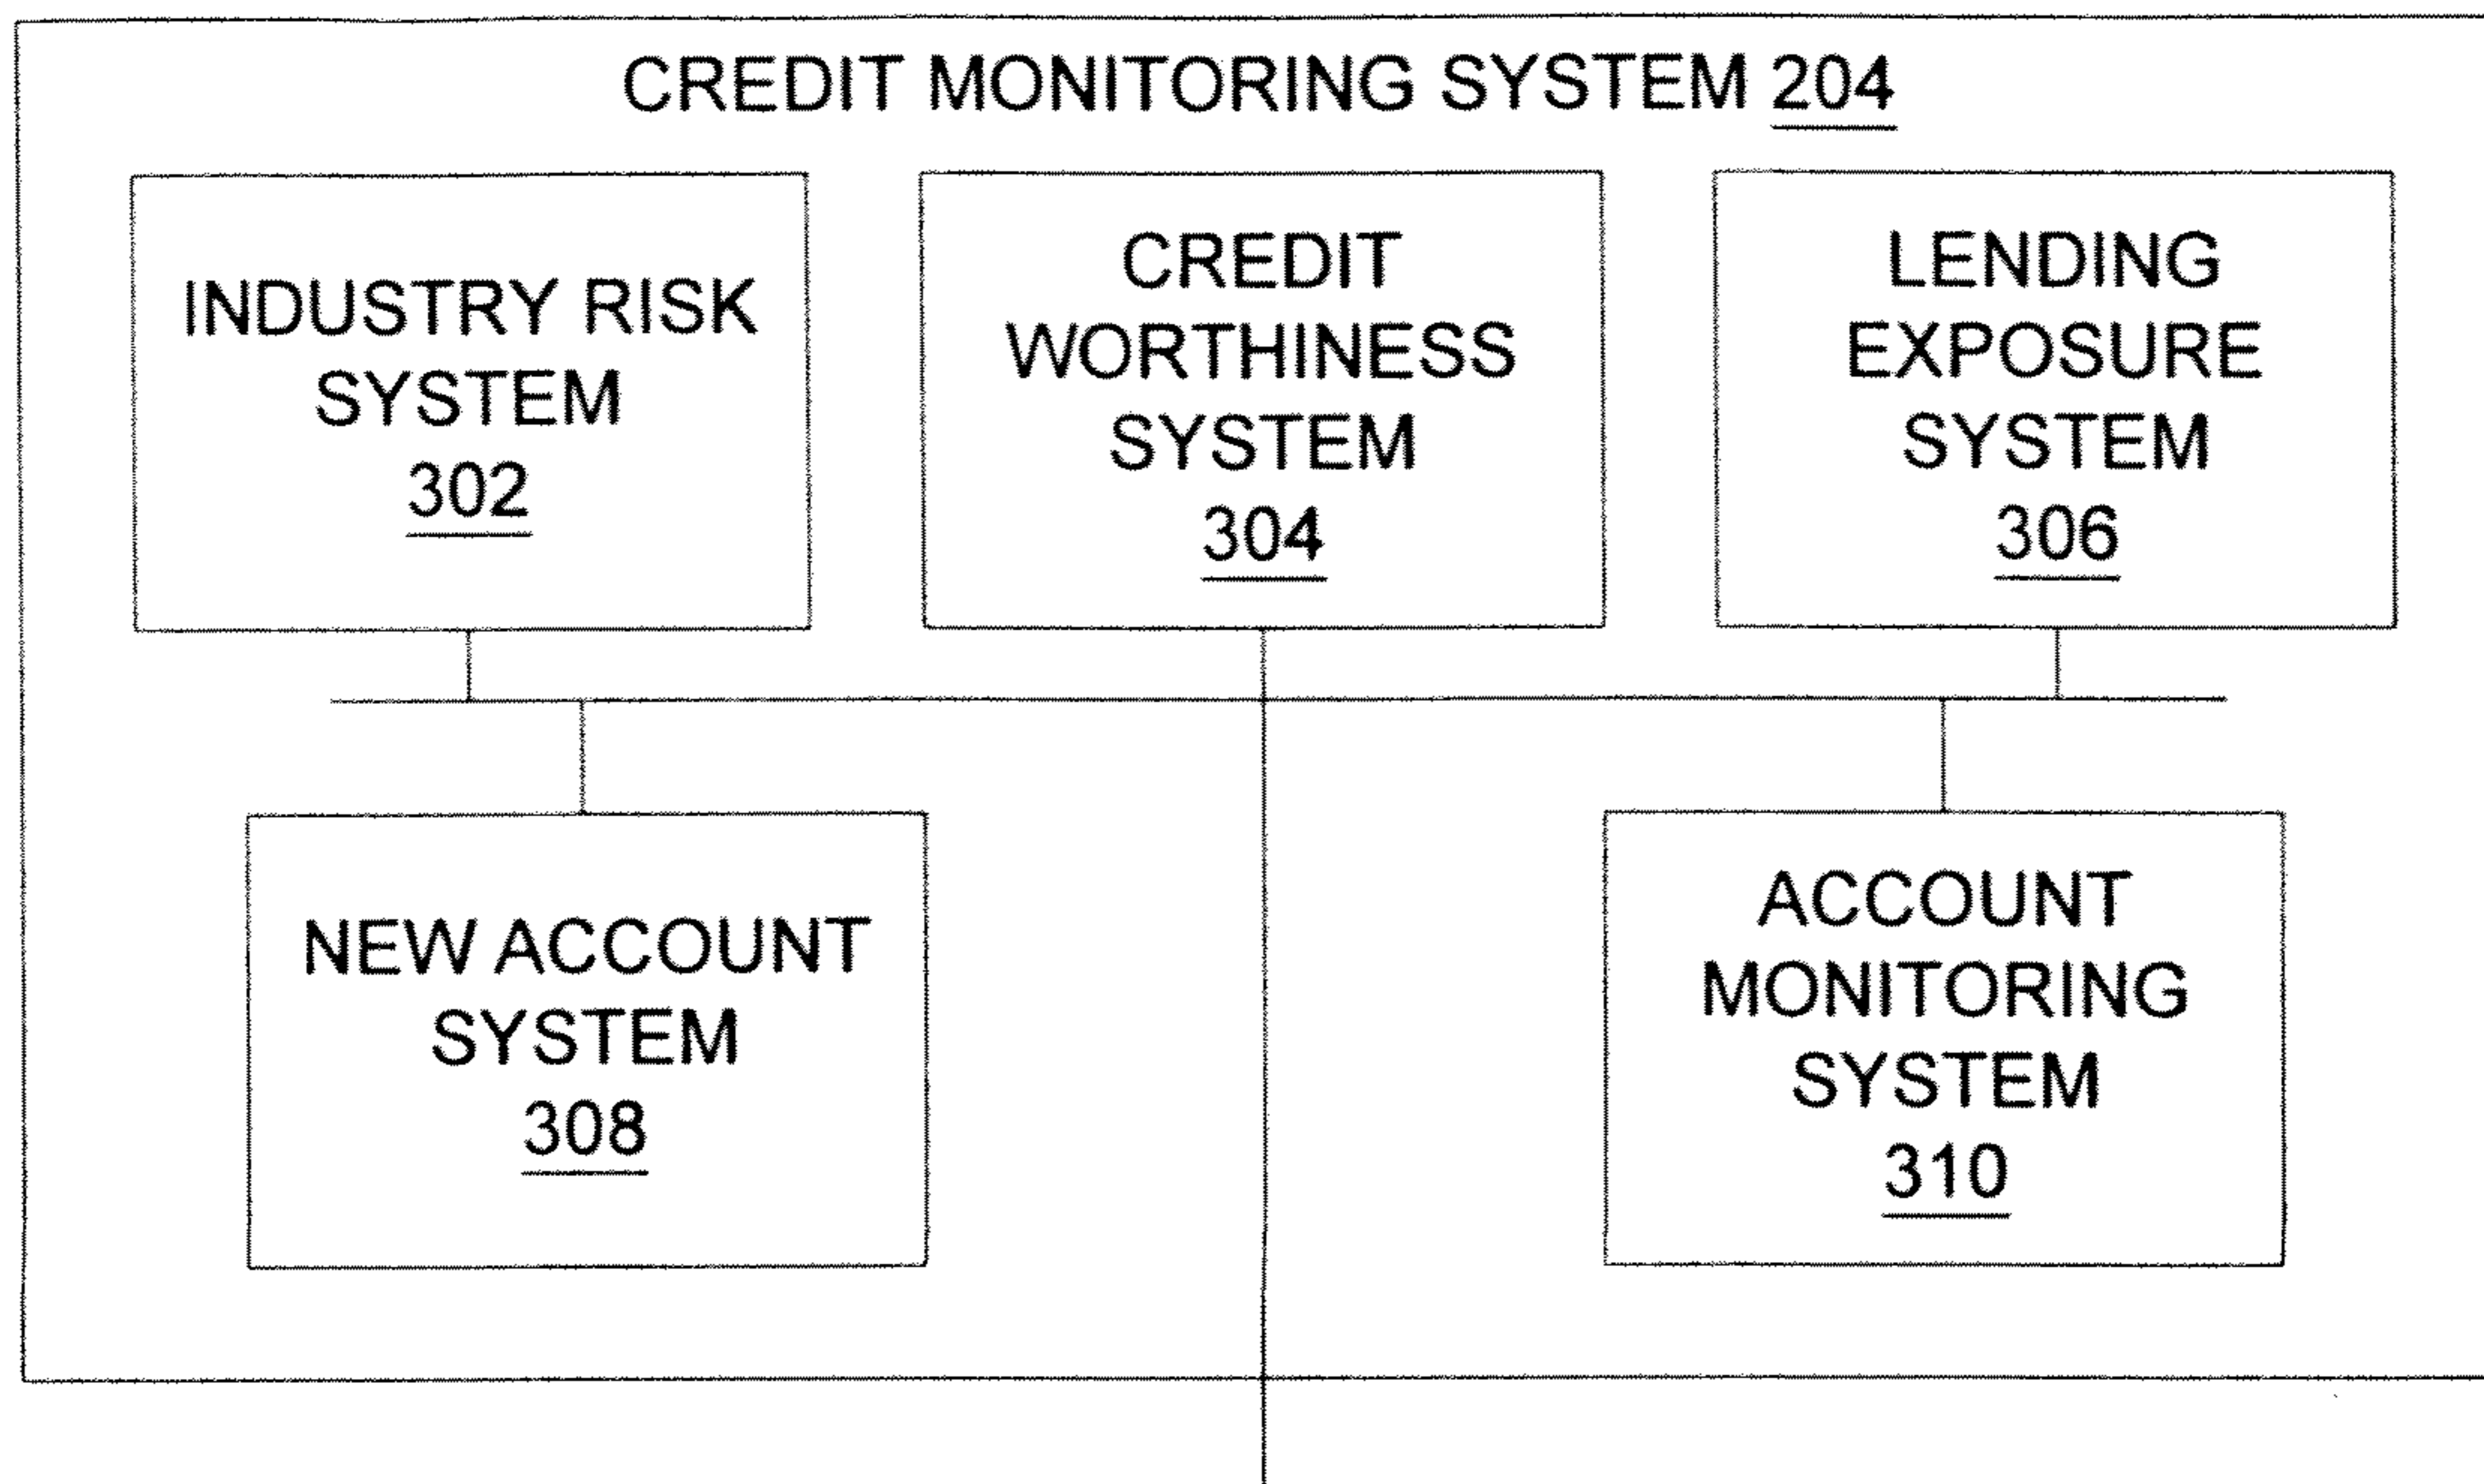 CREDIT MONITORING SYSTEM 204
INDUSTRY RISK
SYSTEM
302
CREDIT
WORTHINESS
SYSTEM
304
LENDING
EXPOSURE
SYSTEM
306
NEW ACCOUNT
SYSTEM
308
ACCOUNT
MONITORING
SYSTEM
310